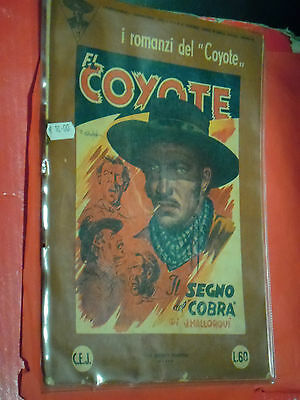 i romanzi del "Coyote„
EL
COYOTE
Il SEGNO
del COBRA
DI J. MALLORQUÍ
C.E.J.
L.60